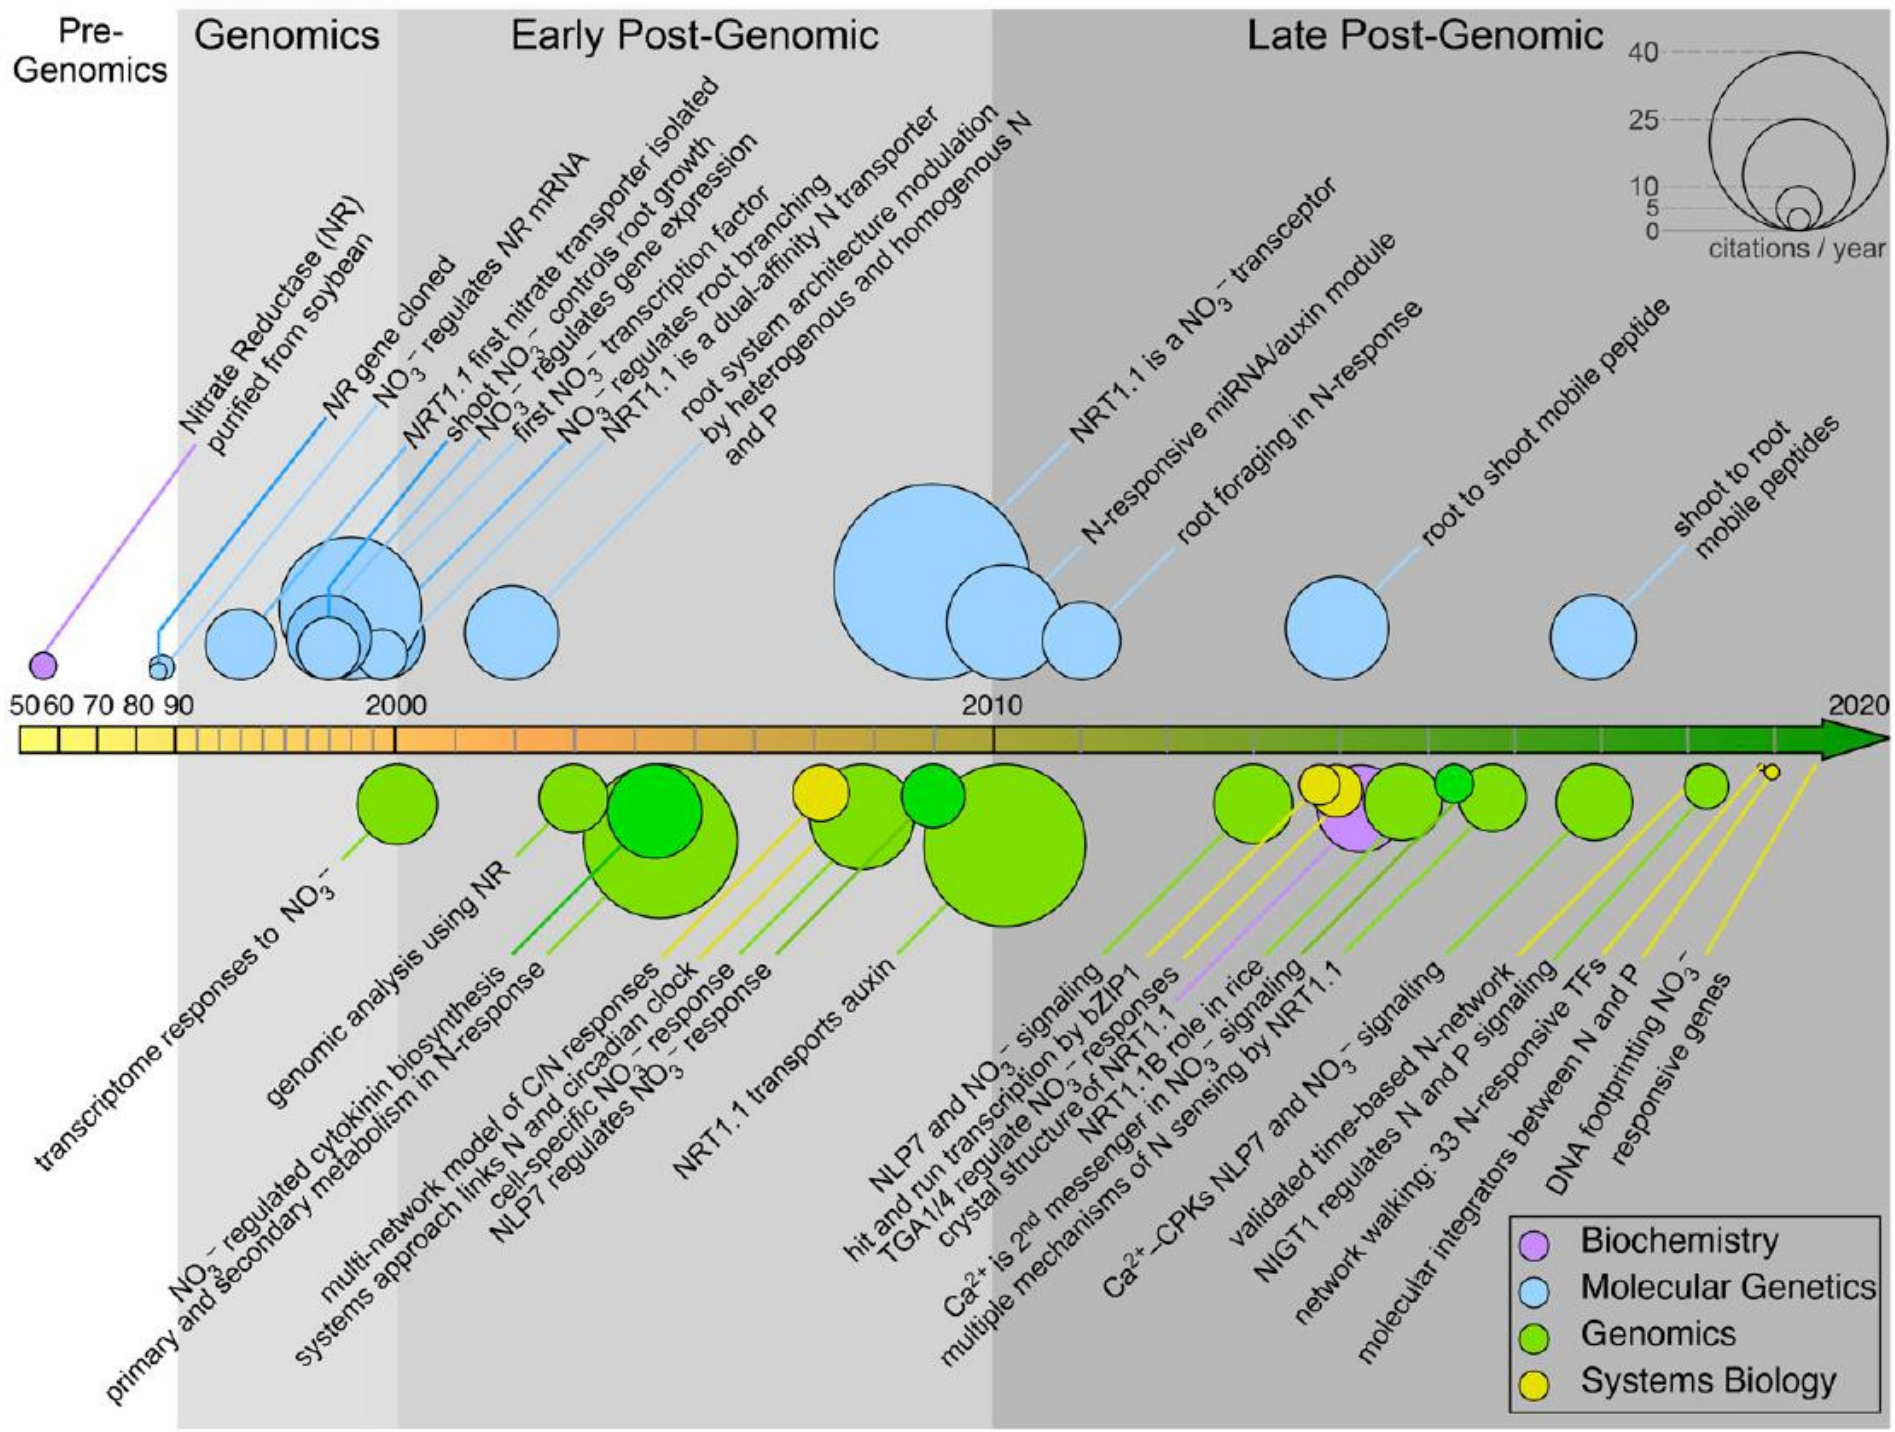 Pre-
Genomics
Genomics
Early Post-Genomic
Late Post-Genomic
40
25
10
5
0
citations / year
Nitrate Reductase (NR)
purified from soybean
NR gene cloned
NO₃⁻ regulates NR mRNA
NRT1.1 first nitrate transporter isolated
shoot NO₃⁻ controls root growth
NO₃⁻ regulates gene expression
first NO₃⁻ transcription factor
NO₃⁻ regulates root branching
NRT1.1 is a dual-affinity N transporter
root system architecture modulation
by heterogenous and homogenous N
and P
NRT1.1 is a NO₃⁻ transceptor
N-responsive miRNA/auxin module
root foraging in N-response
root to shoot mobile peptide
shoot to root
mobile peptides
50 60 70 80 90 2000 2010 2020
transcriptome responses to NO₃⁻
genomic analysis using NR
NO₃⁻ regulated cytokinin biosynthesis
primary and secondary metabolism in N-response
multi-network model of C/N responses
systems approach links N and circadian clock
cell-specific NO₃⁻ response
NLP7 regulates NO₃⁻ response
NRT1.1 transports auxin
NLP7 and NO₃⁻ signaling
hit and run transcription by bZIP1
TGA1/4 regulate NO₃⁻ responses
crystal structure of NRT1.1
NRT1.1B role in rice
Ca²⁺ is 2ⁿᵈ messenger in NO₃⁻ signaling
multiple mechanisms of N sensing by NRT1.1
Ca²⁺–CPKs NLP7 and NO₃⁻ signaling
validated time-based N-network
NIGT1 regulates N and P signaling
network walking: 33 N-responsive TFs
molecular integrators between N and P
DNA footprinting NO₃⁻
responsive genes
Biochemistry
Molecular Genetics
Genomics
Systems Biology